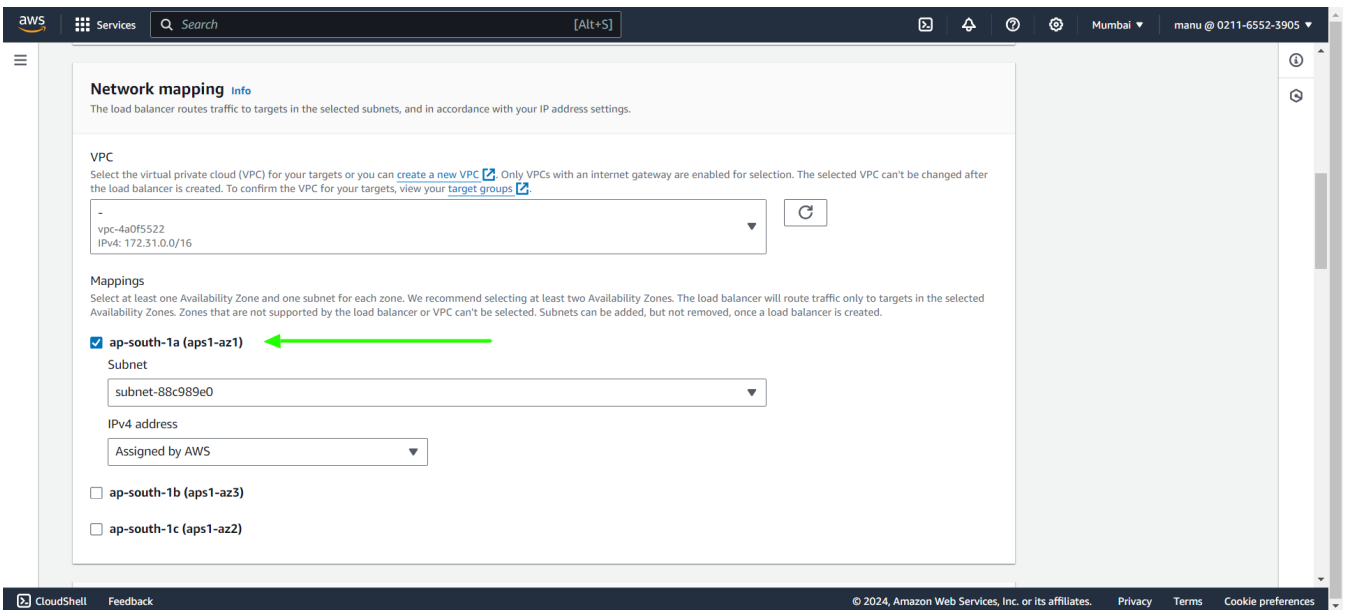 aws
Services
Search
[Alt+S]
Mumbai
manu @ 0211-6552-3905
Network mapping Info
The load balancer routes traffic to targets in the selected subnets, and in accordance with your IP address settings.
VPC
Select the virtual private cloud (VPC) for your targets or you can create a new VPC. Only VPCs with an internet gateway are enabled for selection. The selected VPC can't be changed after
the load balancer is created. To confirm the VPC for your targets, view your target groups.
-
vpc-4a0f5522
IPv4: 172.31.0.0/16
Mappings
Select at least one Availability Zone and one subnet for each zone. We recommend selecting at least two Availability Zones. The load balancer will route traffic only to targets in the selected
Availability Zones. Zones that are not supported by the load balancer or VPC can't be selected. Subnets can be added, but not removed, once a load balancer is created.
ap-south-1a (aps1-az1)
Subnet
subnet-88c989e0
IPv4 address
Assigned by AWS
ap-south-1b (aps1-az3)
ap-south-1c (aps1-az2)
CloudShell
Feedback
© 2024, Amazon Web Services, Inc. or its affiliates.
Privacy
Terms
Cookie preferences